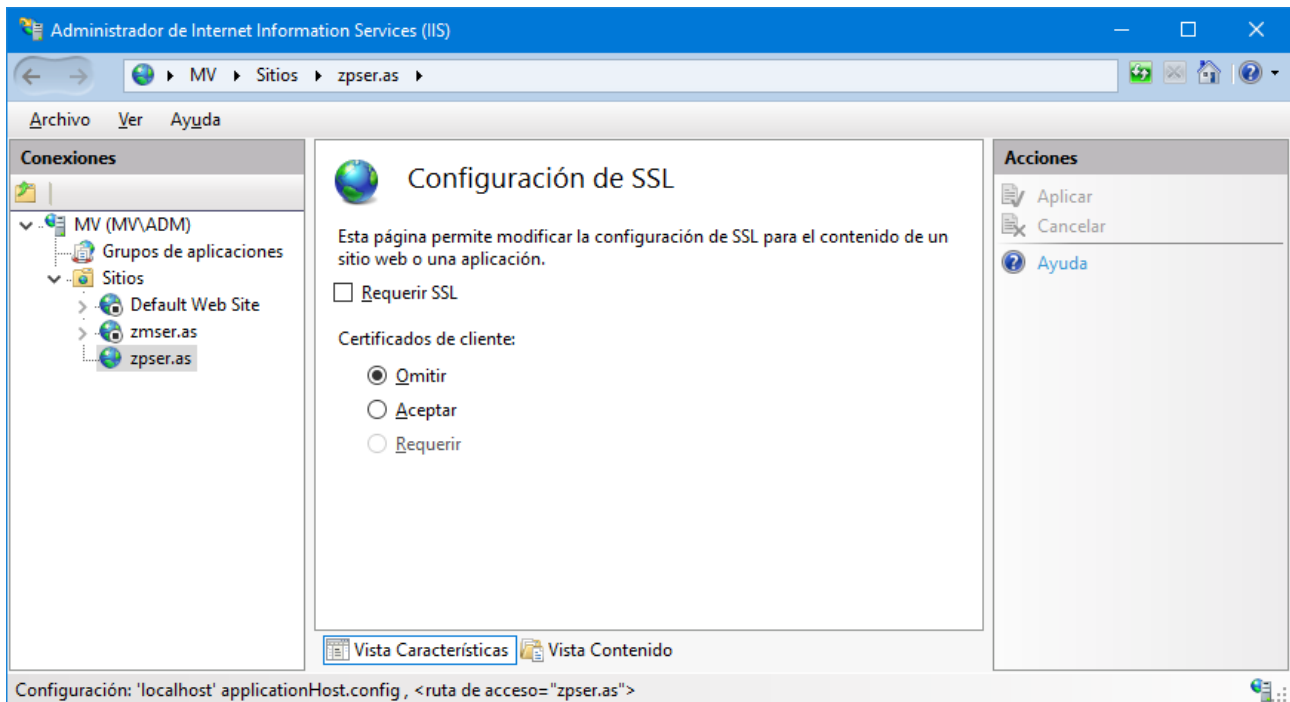 Administrador de Internet Information Services (IIS)
MV Sitios zpser.as
Archivo Ver Ayuda
Conexiones
MV (MV\ADM)
Grupos de aplicaciones
Sitios
Default Web Site
zmser.as
zpser.as
Configuración de SSL
Esta página permite modificar la configuración de SSL para el contenido de un
sitio web o una aplicación.
Requerir SSL
Certificados de cliente:
Omitir
Aceptar
Requerir
Vista Características Vista Contenido
Acciones
Aplicar
Cancelar
Ayuda
Configuración: 'localhost' applicationHost.config , <ruta de acceso="zpser.as">